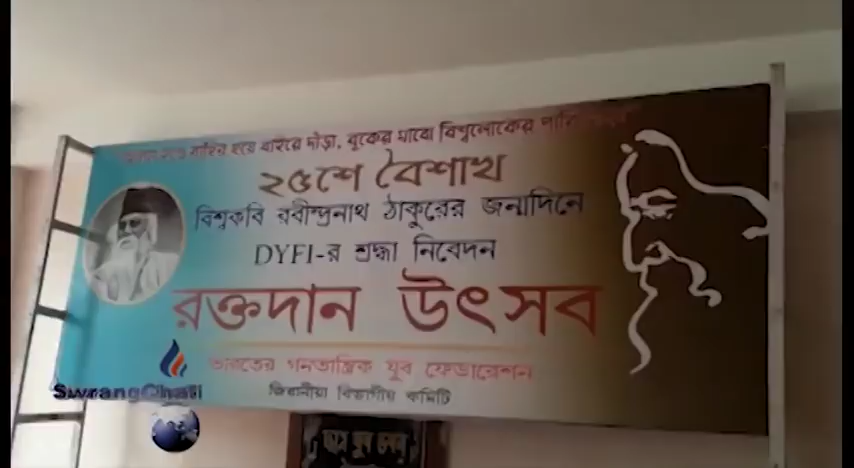 বাহির হয়ে বাইরে দাঁড়া, বুকের মাঝে বিশ্বলোকের
২৫শে বৈশাখ
বিশ্বকবি রবীন্দ্রনাথ ঠাকুরের জন্মদিনে
DYFI-র শ্রদ্ধা নিবেদন
রক্তদান উৎসব
ভারতের গনতান্ত্রিক যুব ফেডারেশন
জিরানীয়া বিভাগীয় কমিটি
SwrangChati